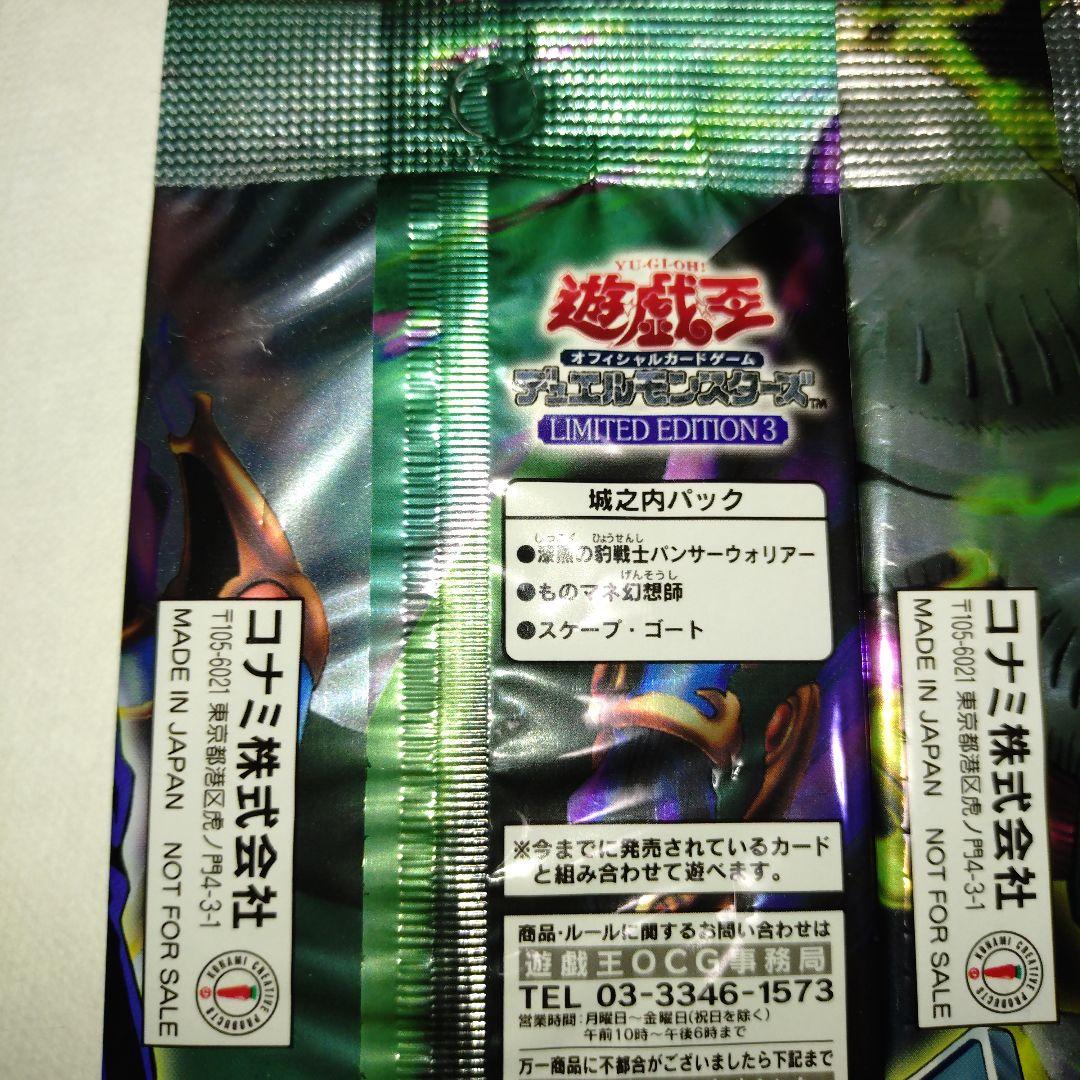 YU-GI-OH!
遊戯王
オフィシャルカードゲーム
デュエルモンスターズ™
LIMITED EDITION 3
城之内パック
しっこく ひょうせんし
●漆黒の豹戦士パンサーウォリアー
げんそうし
●ものマネ幻想師
●スケープ・ゴート
※今までに発売されているカード
と組み合わせて遊べます。
商品・ルールに関するお問い合わせは
遊戯王OCG事務局
TEL 03-3346-1573
営業時間:月曜日〜金曜日(祝日を除く)
午前10時〜午後6時まで
万一商品に不都合がございましたら下記まで
コナミ株式会社
〒105-6021 東京都港区虎ノ門4-3-1
MADE IN JAPAN NOT FOR SALE
KONAMI CREATIVE PRODUCTS
コナミ株式会社
〒105-6021 東京都港区虎ノ門4-3-1
MADE IN JAPAN NOT FOR SALE
KONAMI CREATIVE PRODUCTS